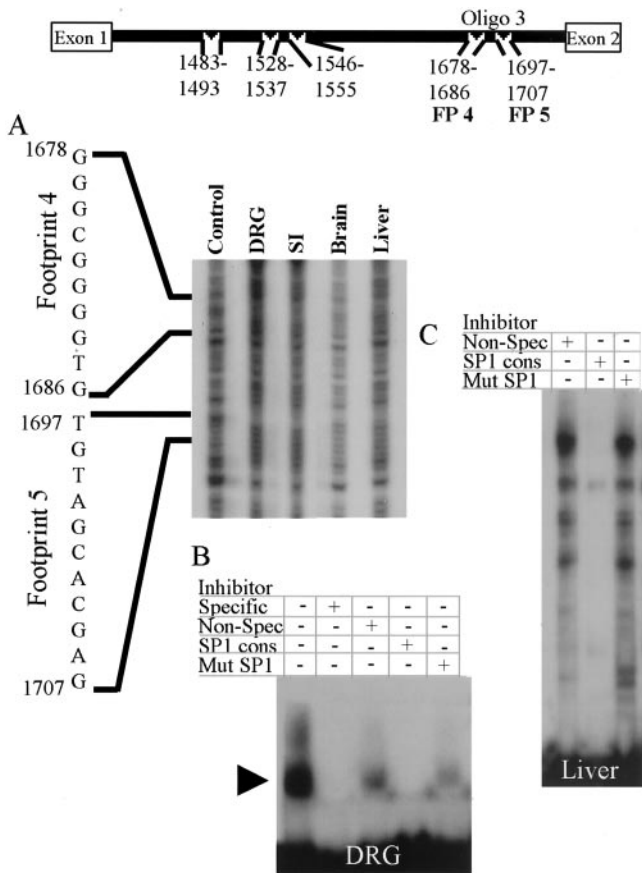 Oligo 3
Exon 1 Exon 2
1483- 1528- 1546- 1678- 1697-
1493 1537 1555 1686 1707
FP 4 FP 5
A
1678 G
G
G
C
G
G
G
G
T
1686 G
Footprint 4
1697 T
G
T
A
G
C
A
C
G
A
1707 G
Footprint 5
Control DRG SI Brain Liver
B
Inhibitor
Specific - + - - -
Non-Spec - - + - -
SP1 cons - - - + -
Mut SP1 - - - - +
DRG
C
Inhibitor
Non-Spec + - -
SP1 cons - + -
Mut SP1 - - +
Liver